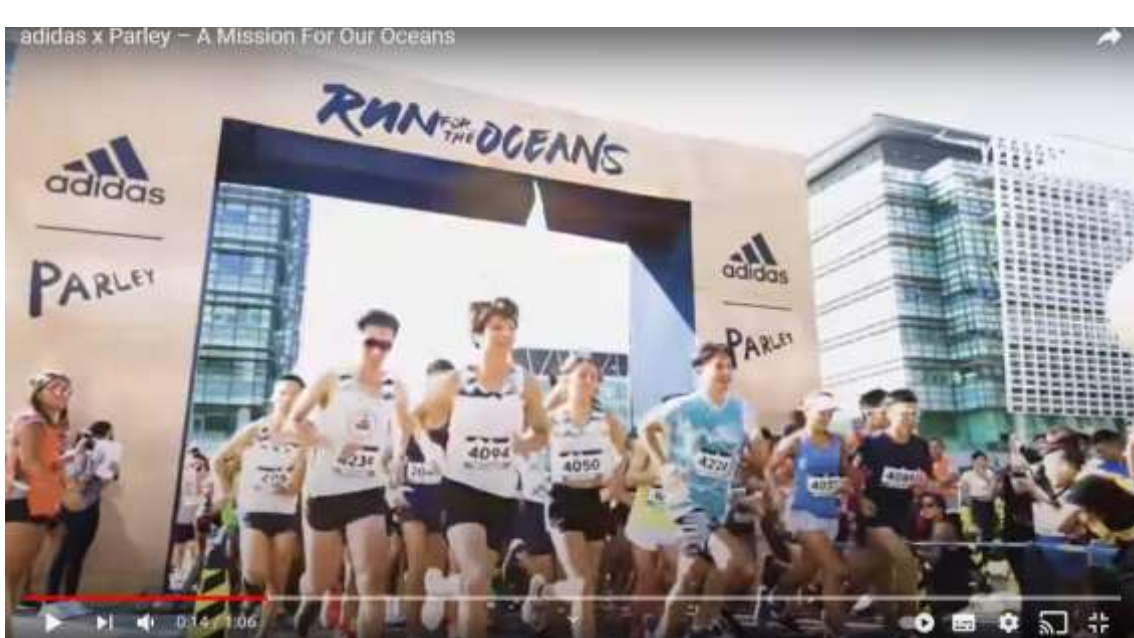 adidas x Parley – A Mission For Our Oceans
RUN FOR THE OCEANS
adidas
PARLEY
adidas
PARLEY
4234
4094
4050
0:14 / 1:06